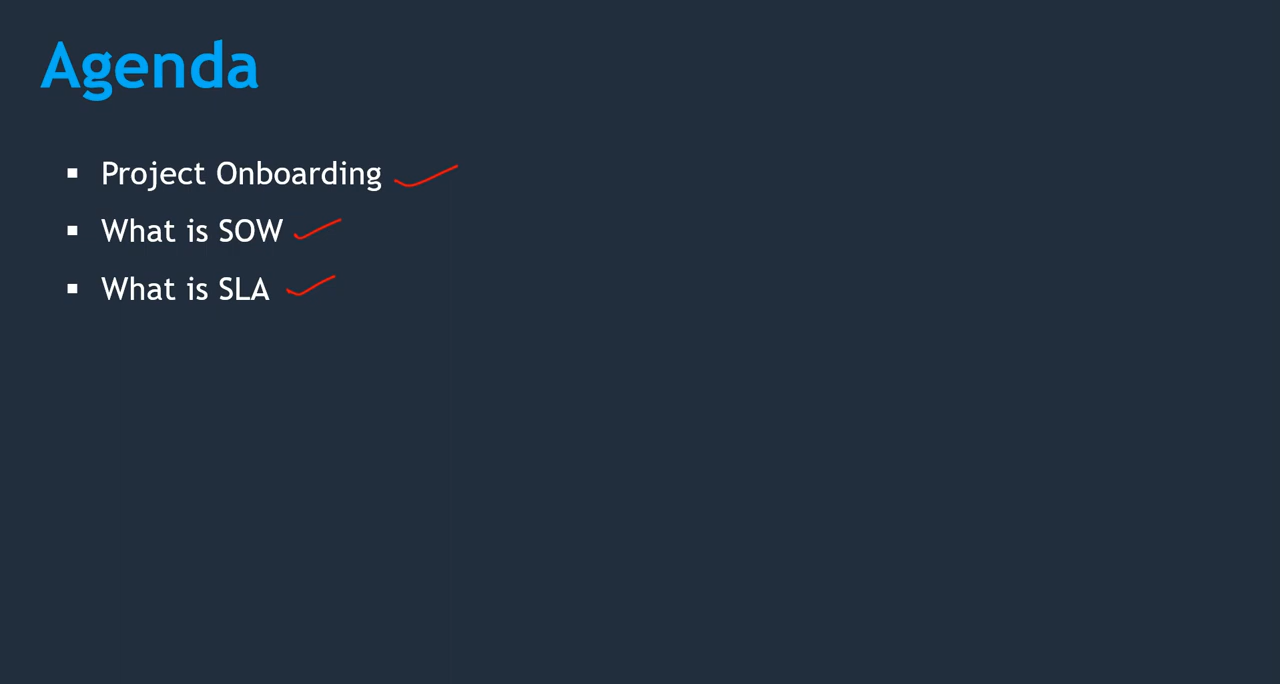 Agenda
▪ Project Onboarding
▪ What is SOW
▪ What is SLA